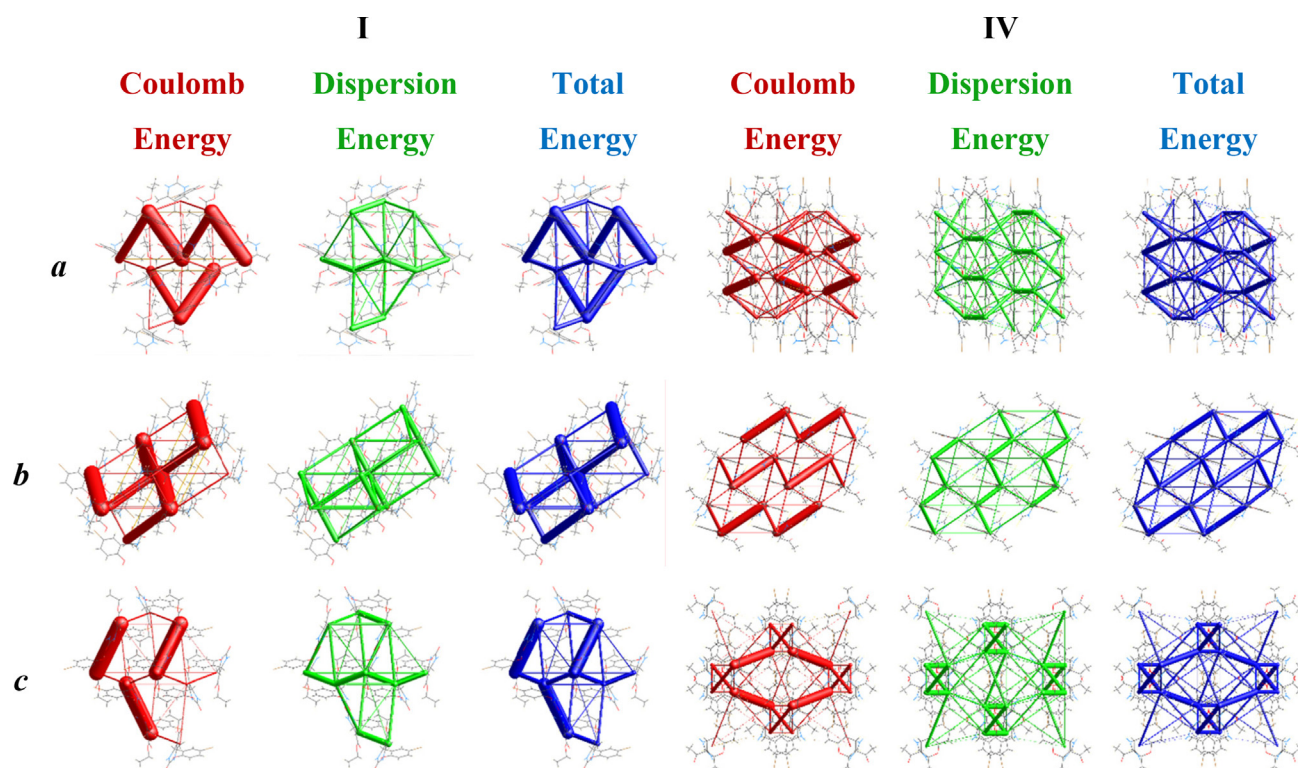 I IV
Coulomb Dispersion Total Coulomb Dispersion Total
Energy Energy Energy Energy Energy Energy
a
b
c